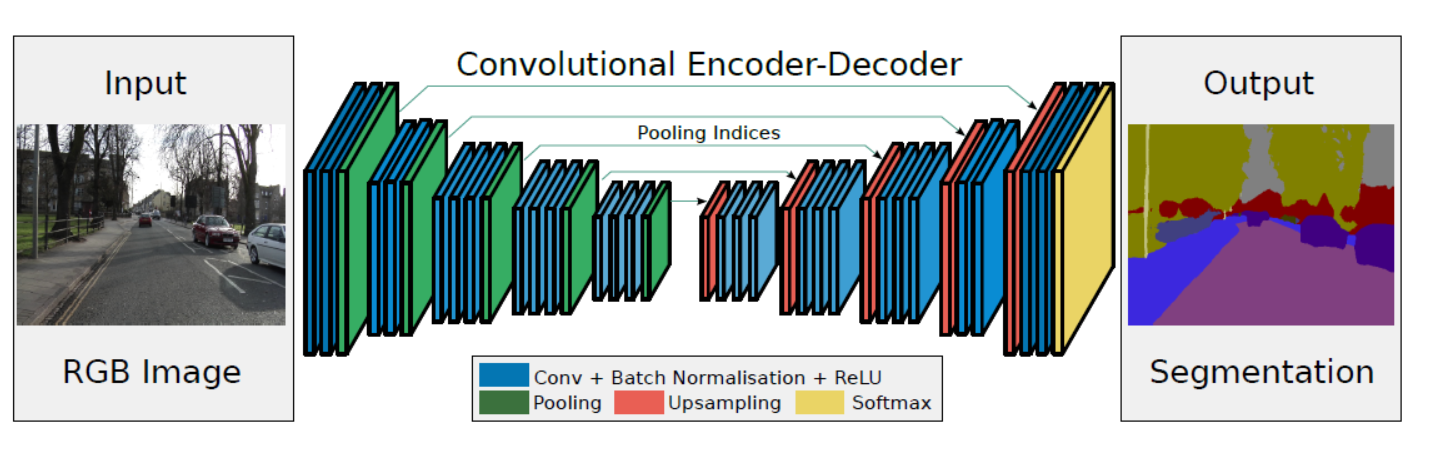 Input
RGB Image
Convolutional Encoder-Decoder
Pooling Indices
Conv + Batch Normalisation + ReLU
Pooling Upsampling Softmax
Output
Segmentation